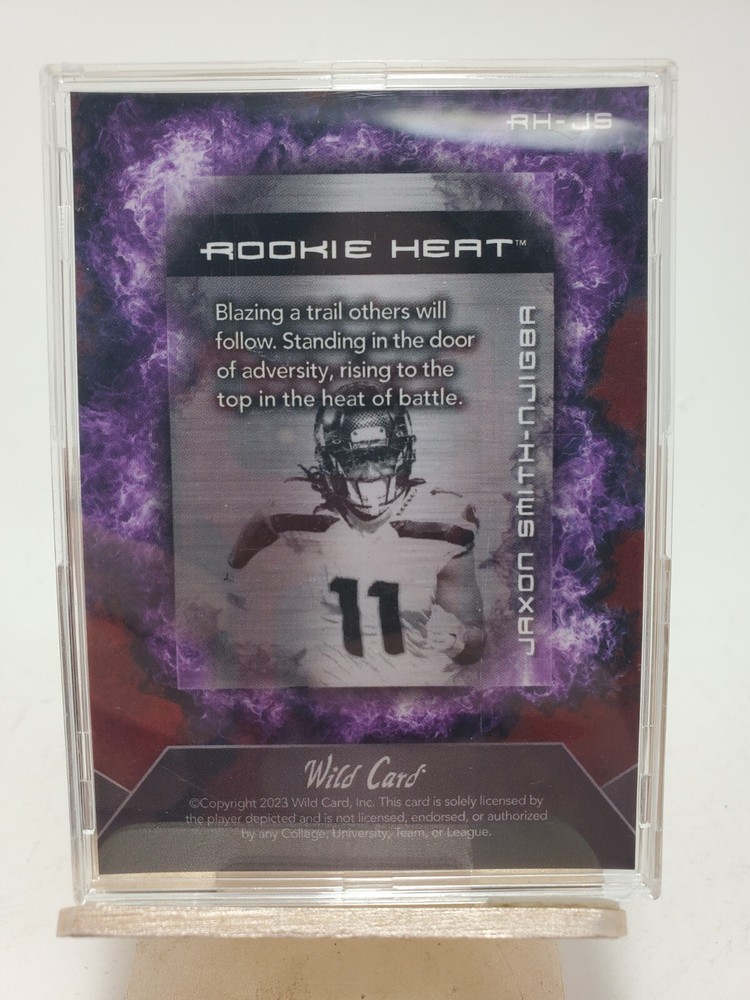 RH-JS
ROOKIE HEAT™
Blazing a trail others will
follow. Standing in the door
of adversity, rising to the
top in the heat of battle.
JAXON SMITH-NJIGBA
11
Wild Card
©Copyright 2023 Wild Card, Inc. This card is solely licensed by
the player depicted and is not licensed, endorsed, or authorized
by any College, University, Team, or League.